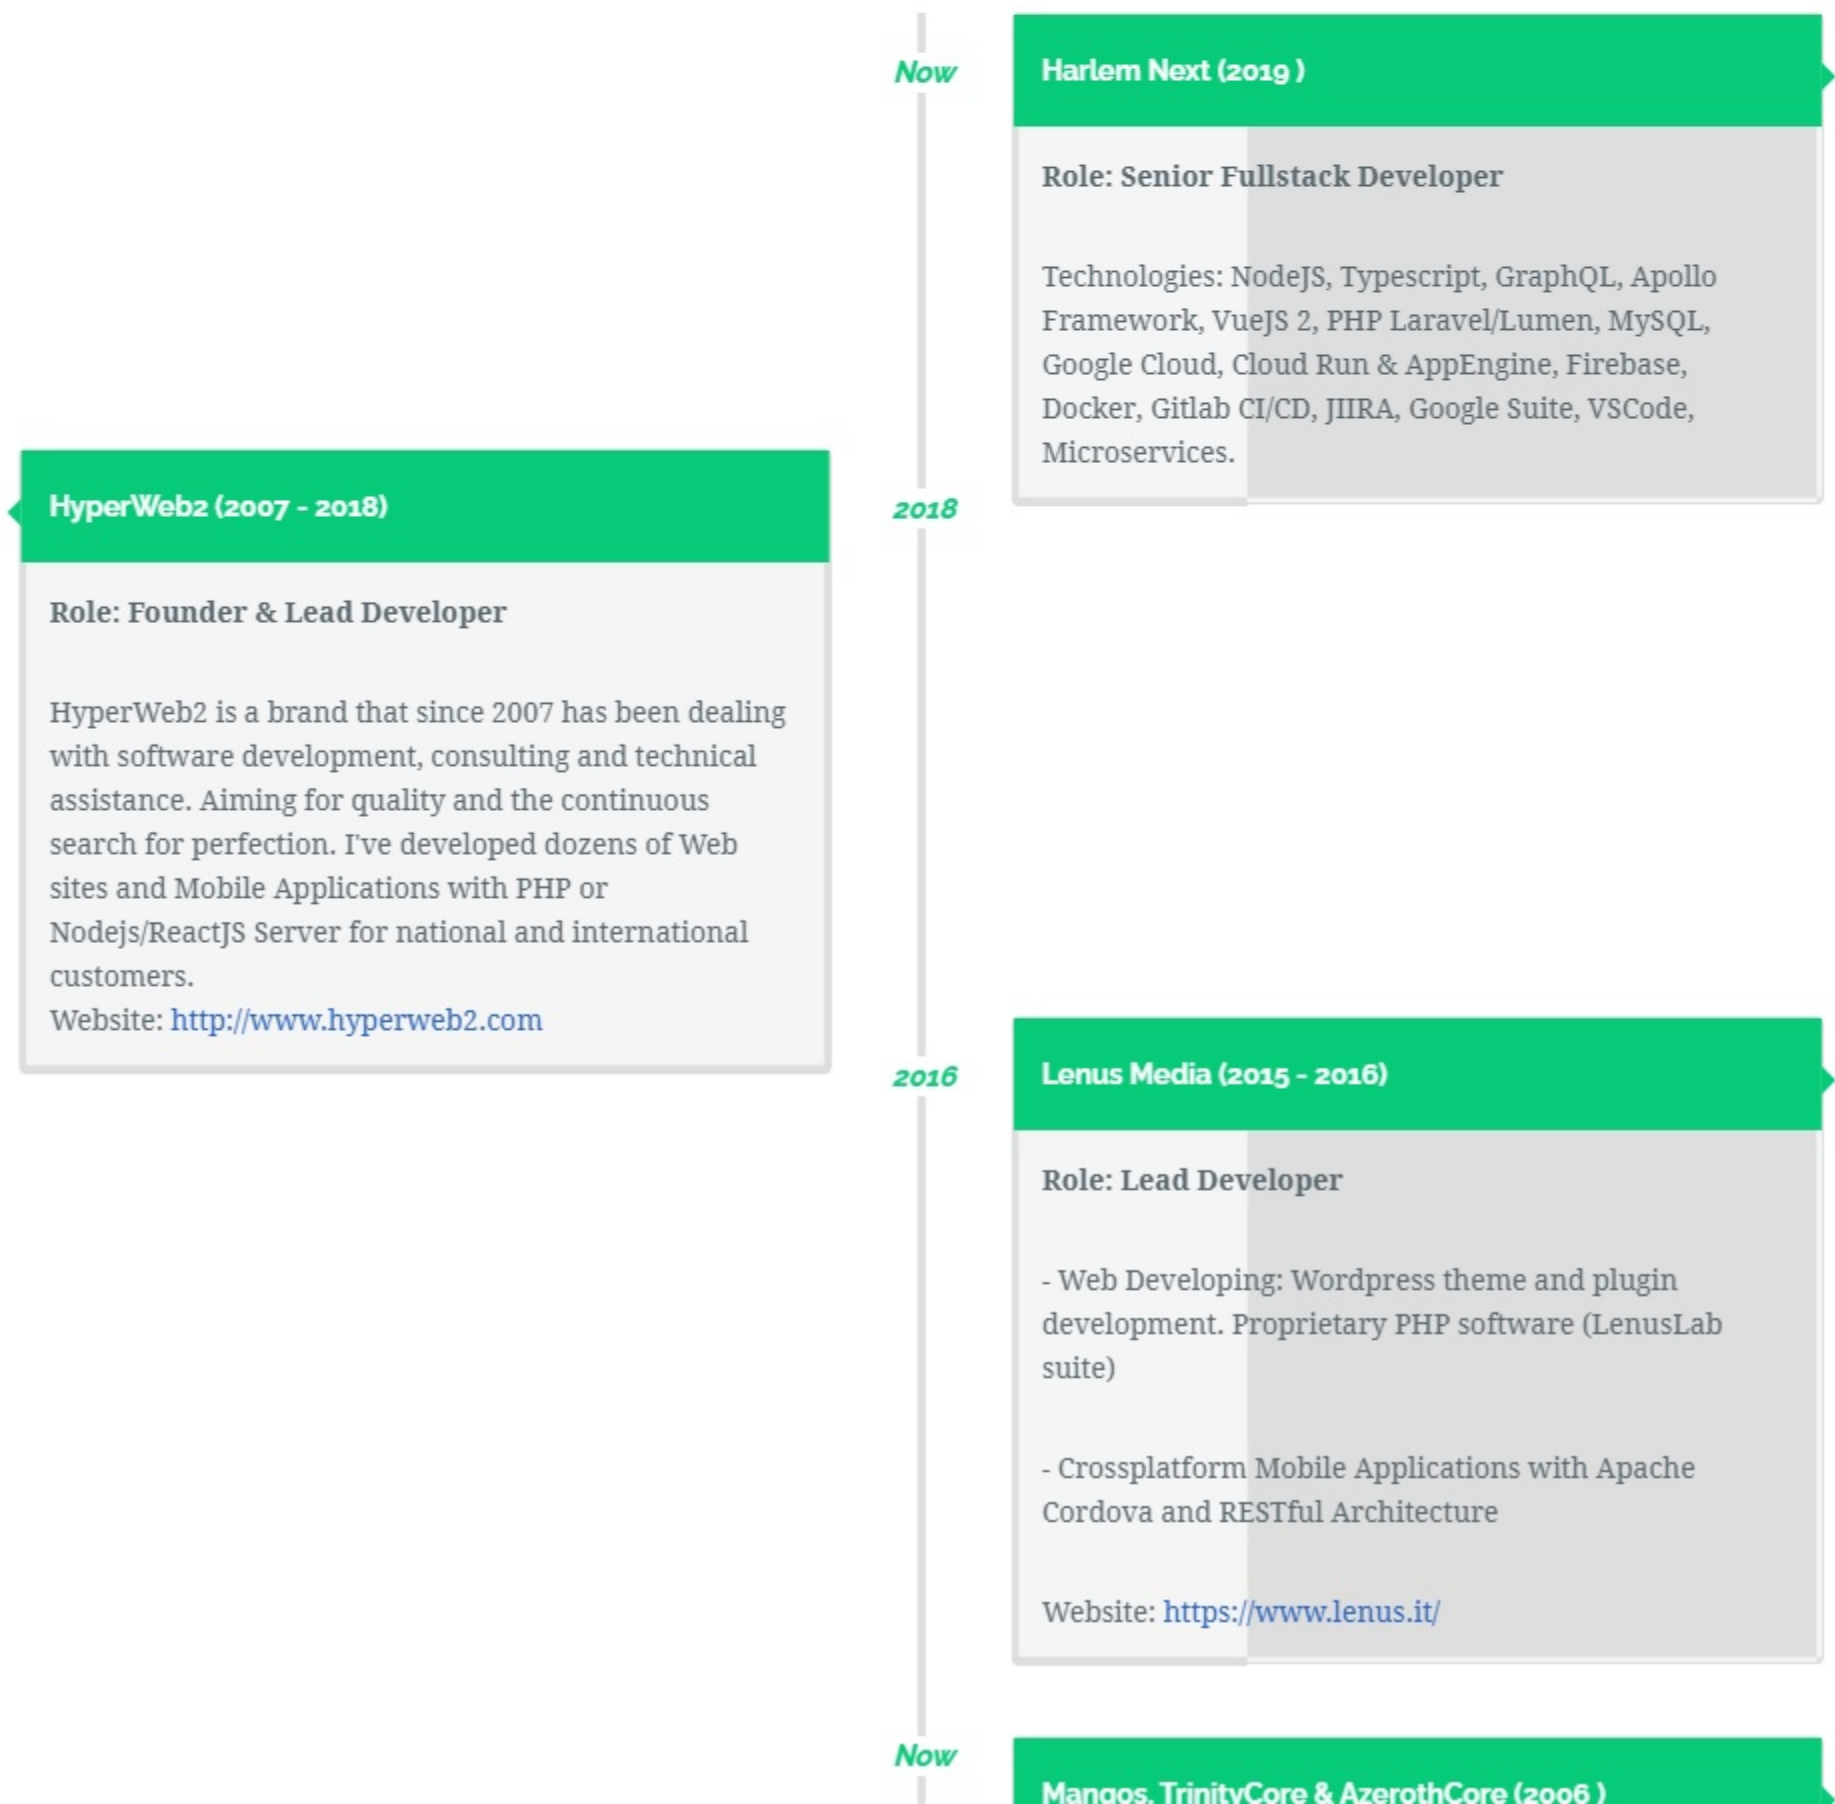 Now
Harlem Next (2019 )
Role: Senior Fullstack Developer
Technologies: NodeJS, Typescript, GraphQL, Apollo
Framework, VueJS 2, PHP Laravel/Lumen, MySQL,
Google Cloud, Cloud Run & AppEngine, Firebase,
Docker, Gitlab CI/CD, JIIRA, Google Suite, VSCode,
Microservices.
HyperWeb2 (2007 - 2018)
2018
Role: Founder & Lead Developer
HyperWeb2 is a brand that since 2007 has been dealing
with software development, consulting and technical
assistance. Aiming for quality and the continuous
search for perfection. I've developed dozens of Web
sites and Mobile Applications with PHP or
Nodejs/ReactJS Server for national and international
customers.
Website: http://www.hyperweb2.com
2016
Lenus Media (2015 - 2016)
Role: Lead Developer
- Web Developing: Wordpress theme and plugin
development. Proprietary PHP software (LenusLab
suite)
- Crossplatform Mobile Applications with Apache
Cordova and RESTful Architecture
Website: https://www.lenus.it/
Now
Mangos, TrinityCore & AzerothCore (2006 )